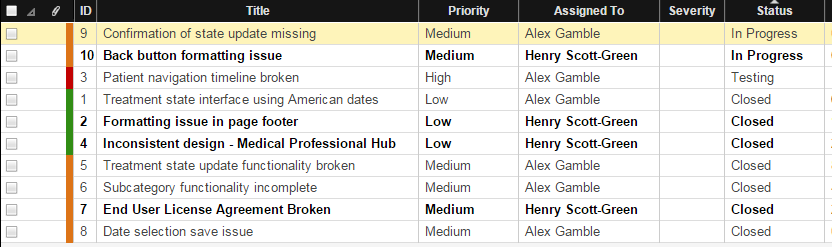 ID Title Priority Assigned To Severity Status
9 Confirmation of state update missing Medium Alex Gamble In Progress
10 Back button formatting issue Medium Henry Scott-Green In Progress
3 Patient navigation timeline broken High Alex Gamble Testing
1 Treatment state interface using American dates Low Alex Gamble Closed
2 Formatting issue in page footer Low Henry Scott-Green Closed
4 Inconsistent design - Medical Professional Hub Low Henry Scott-Green Closed
5 Treatment state update functionality broken Medium Alex Gamble Closed
6 Subcategory functionality incomplete Medium Alex Gamble Closed
7 End User License Agreement Broken Medium Henry Scott-Green Closed
8 Date selection save issue Medium Alex Gamble Closed